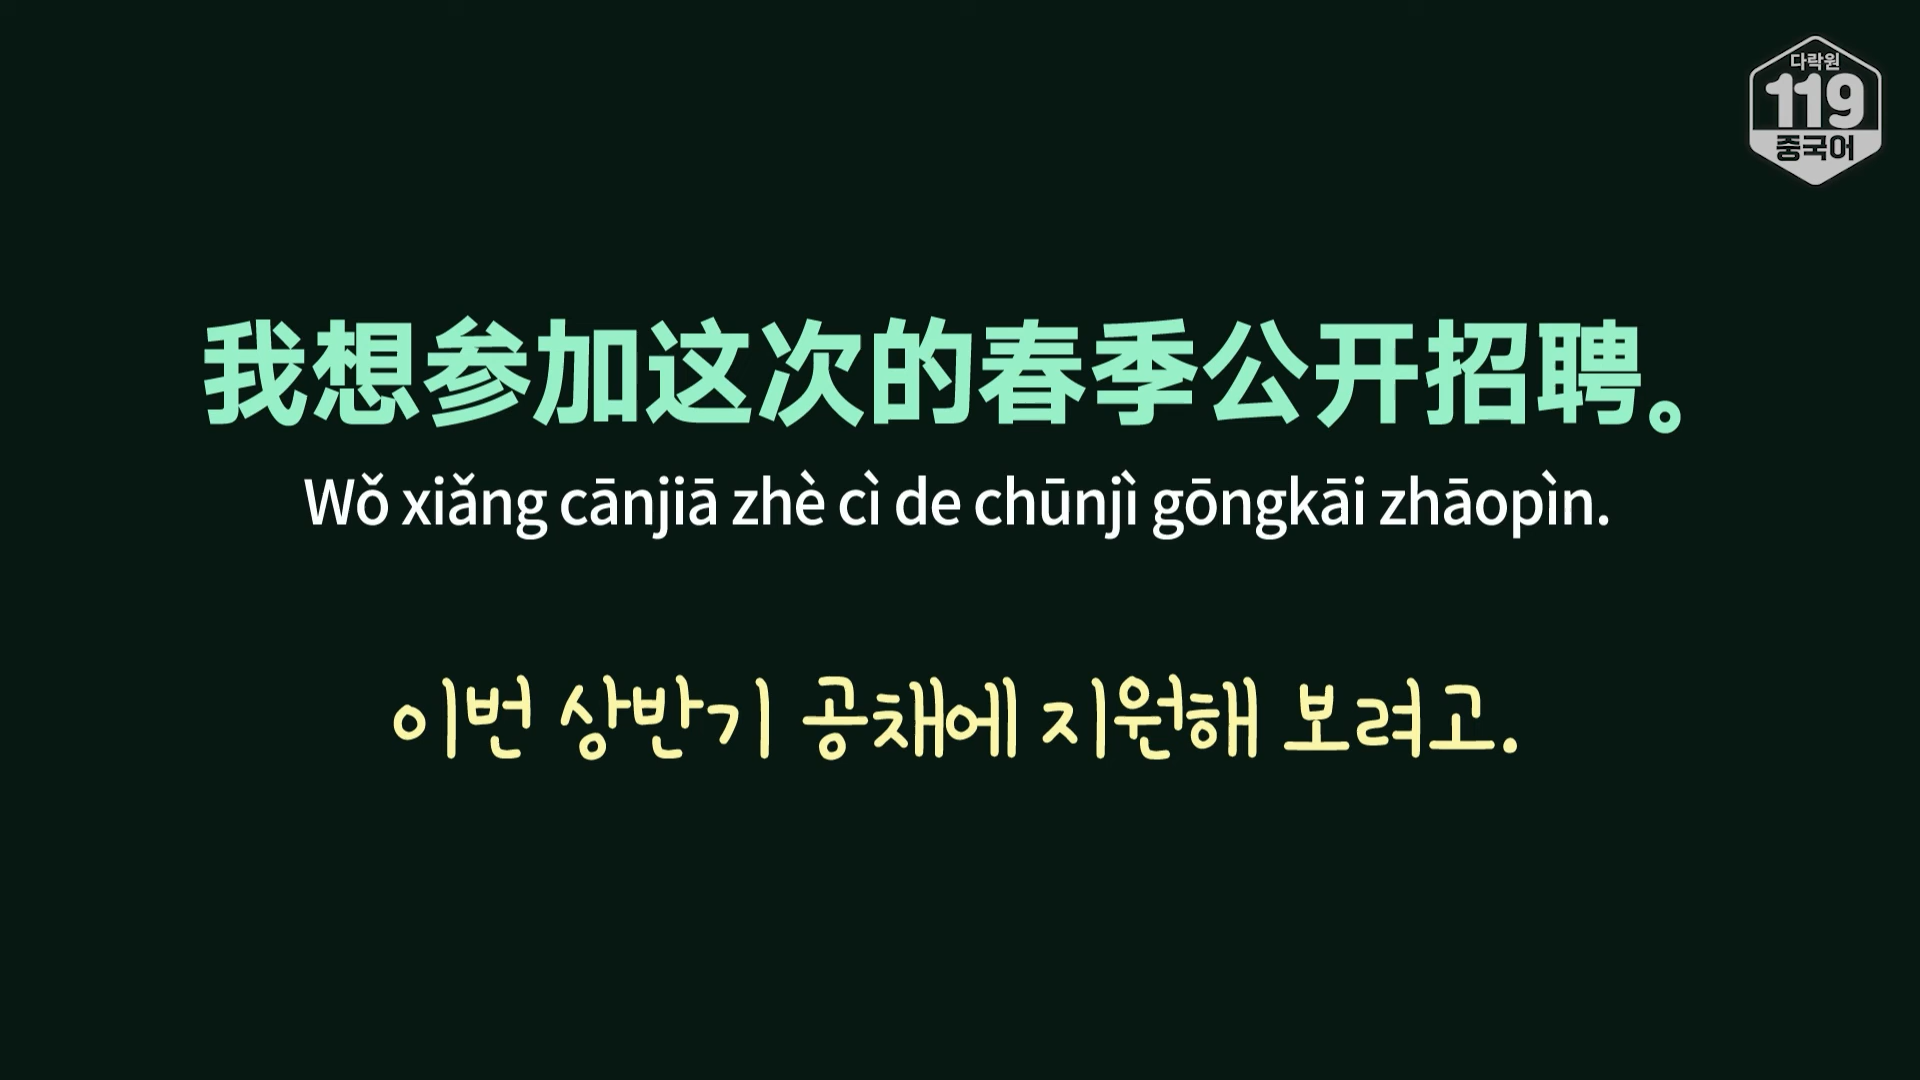 다락원
119
중국어
我想参加这次的春季公开招聘。
Wǒ xiǎng cānjiā zhè cì de chūnjì gōngkāi zhāopìn.
이번 상반기 공채에 지원해 보려고.